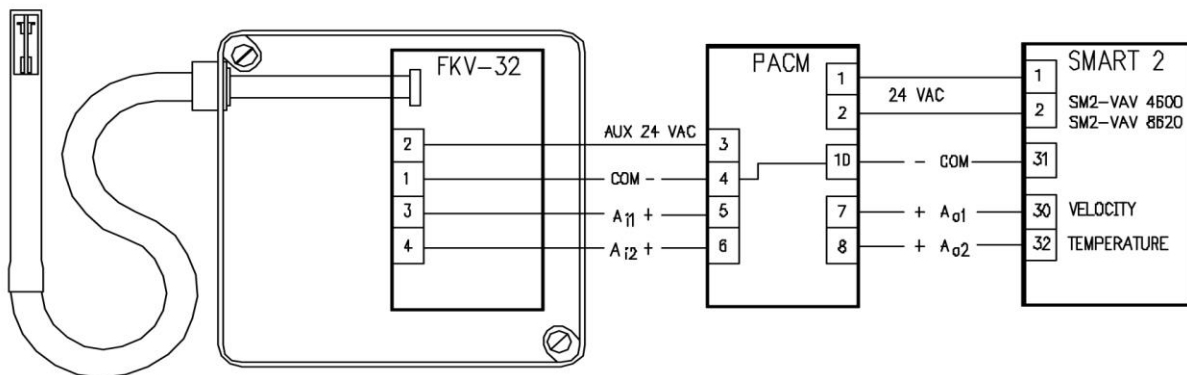 FKV-32
PACM
SMART 2
1
1
24 VAC
2
2
SM2-VAV 4600
SM2-VAV 8620
2
AUX 24 VAC
3
1
COM -
4
10
- COM
31
3
Ai1 +
5
7
+ Ao1
30
VELOCITY
4
Ai2 +
6
8
+ Ao2
32
TEMPERATURE